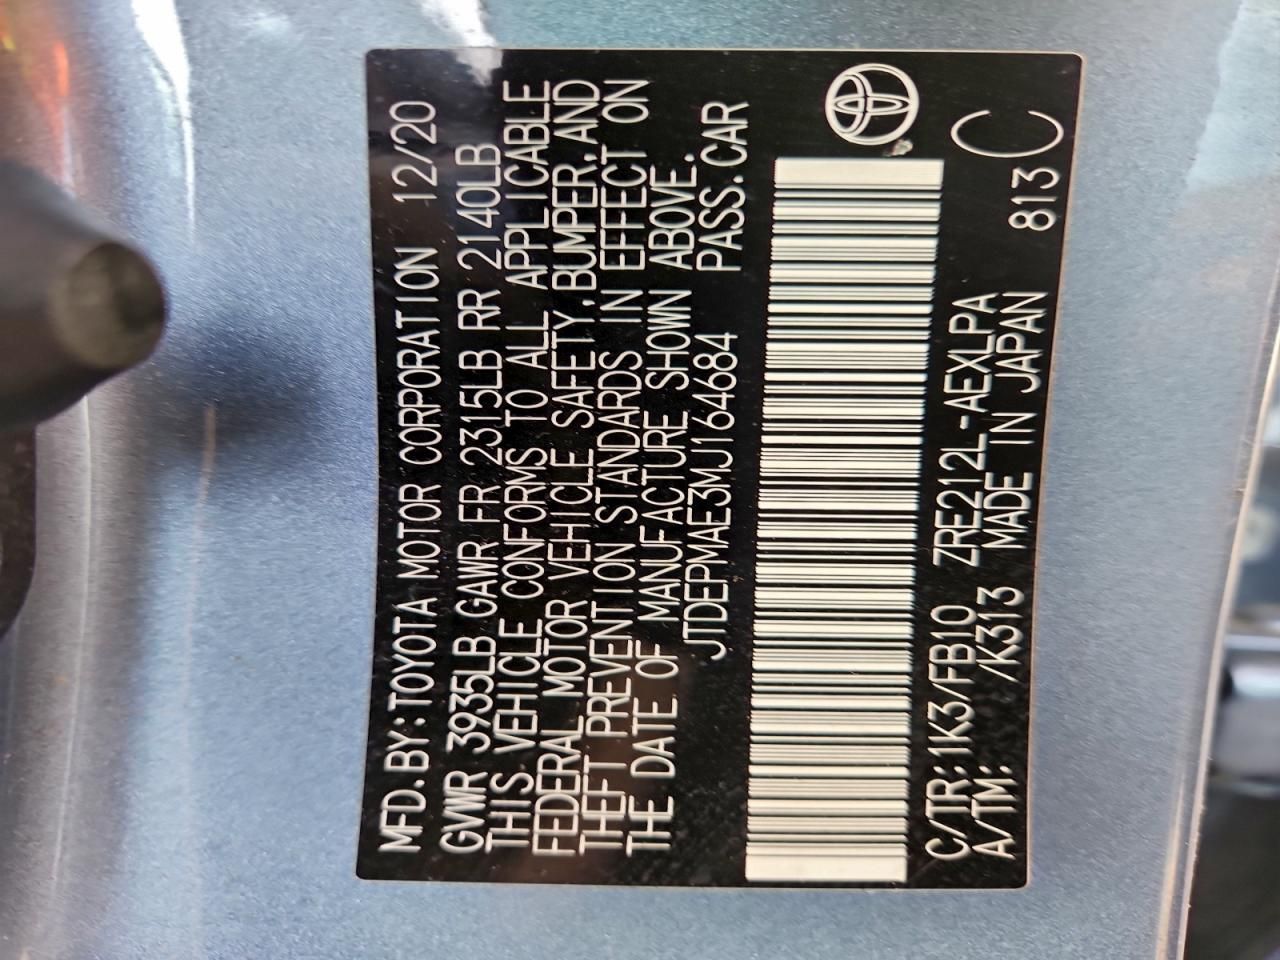 MFD.BY:TOYOTA MOTOR CORPORATION 12/20
GVWR 3935LB GAWR FR 2315LB RR 2140LB
THIS VEHICLE CONFORMS TO ALL APPLICABLE
FEDERAL MOTOR VEHICLE SAFETY,BUMPER,AND
THEFT PREVENTION STANDARDS IN EFFECT ON
THE DATE OF MANUFACTURE SHOWN ABOVE.
JTDEPMAE3MJ164684 PASS.CAR
C/TR:1K3/FB10 ZRE212L-AEXLPA
A/TM: /K313 MADE IN JAPAN 813 C